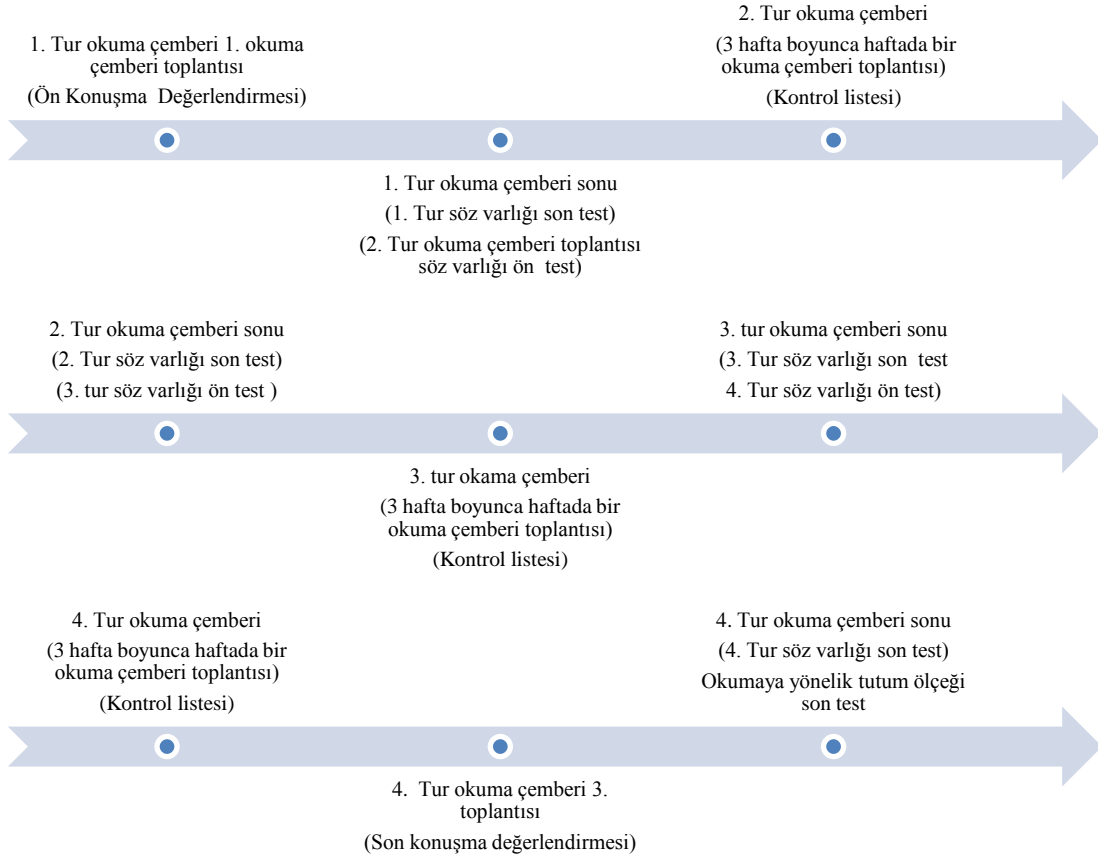 1. Tur okuma çemberi 1. okuma
çemberi toplantısı
(Ön Konuşma Değerlendirmesi)
1. Tur okuma çemberi sonu
(1. Tur söz varlığı son test)
(2. Tur okuma çemberi toplantısı
söz varlığı ön test)
2. Tur okuma çemberi
(3 hafta boyunca haftada bir
okuma çemberi toplantısı)
(Kontrol listesi)
2. Tur okuma çemberi sonu
(2. Tur söz varlığı son test)
(3. tur söz varlığı ön test )
3. tur okama çemberi
(3 hafta boyunca haftada bir
okuma çemberi toplantısı)
(Kontrol listesi)
3. tur okuma çemberi sonu
(3. Tur söz varlığı son test
4. Tur söz varlığı ön test)
4. Tur okuma çemberi
(3 hafta boyunca haftada bir
okuma çemberi toplantısı)
(Kontrol listesi)
4. Tur okuma çemberi 3.
toplantısı
(Son konuşma değerlendirmesi)
4. Tur okuma çemberi sonu
(4. Tur söz varlığı son test)
Okumaya yönelik tutum ölçeği
son test